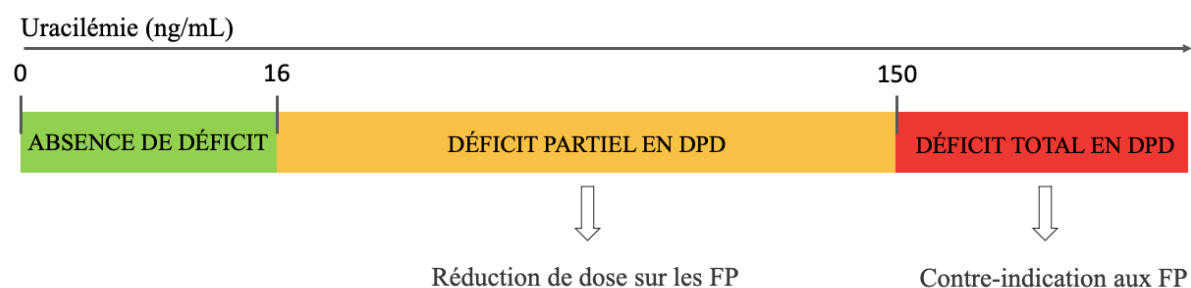 Uracilémie (ng/mL)
0 16 150
ABSENCE DE DÉFICIT DÉFICIT PARTIEL EN DPD DÉFICIT TOTAL EN DPD
Réduction de dose sur les FP Contre-indication aux FP